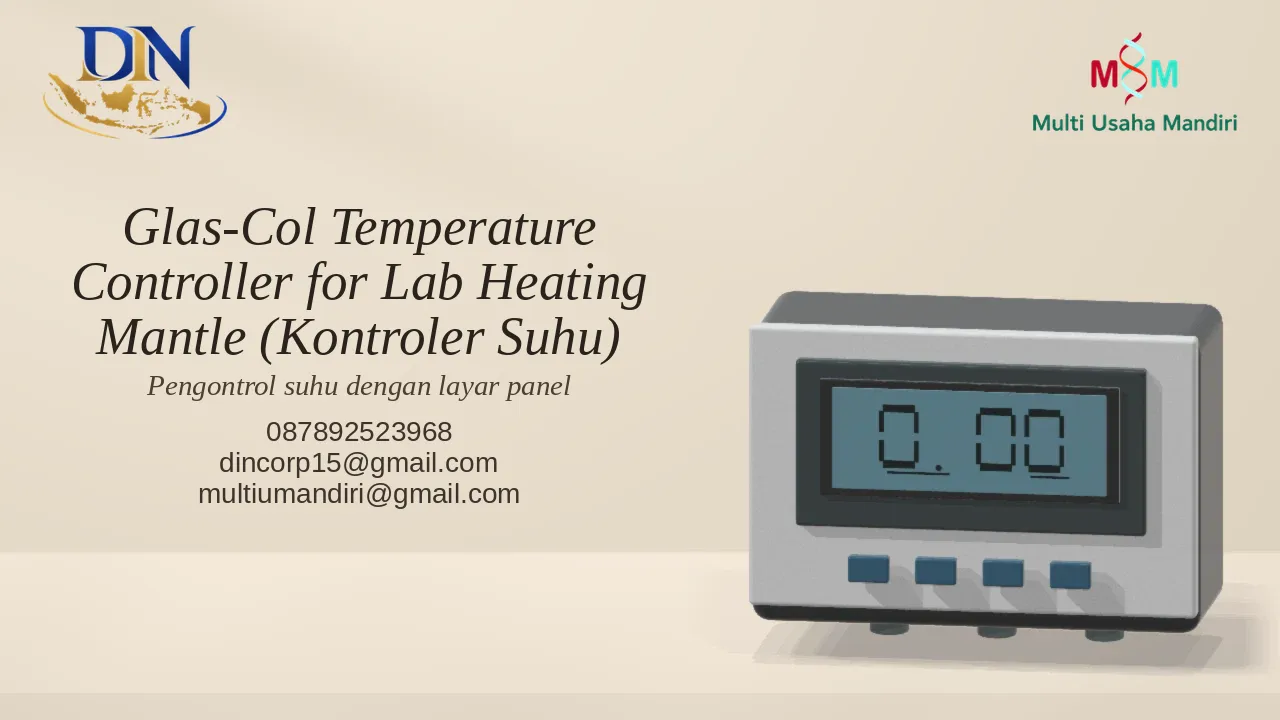 DIN
MSM
Multi Usaha Mandiri
Glas-Col Temperature
Controller for Lab Heating
Mantle (Kontroler Suhu)
Pengontrol suhu dengan layar panel
087892523968
dincorp15@gmail.com
multiumandiri@gmail.com
0.00